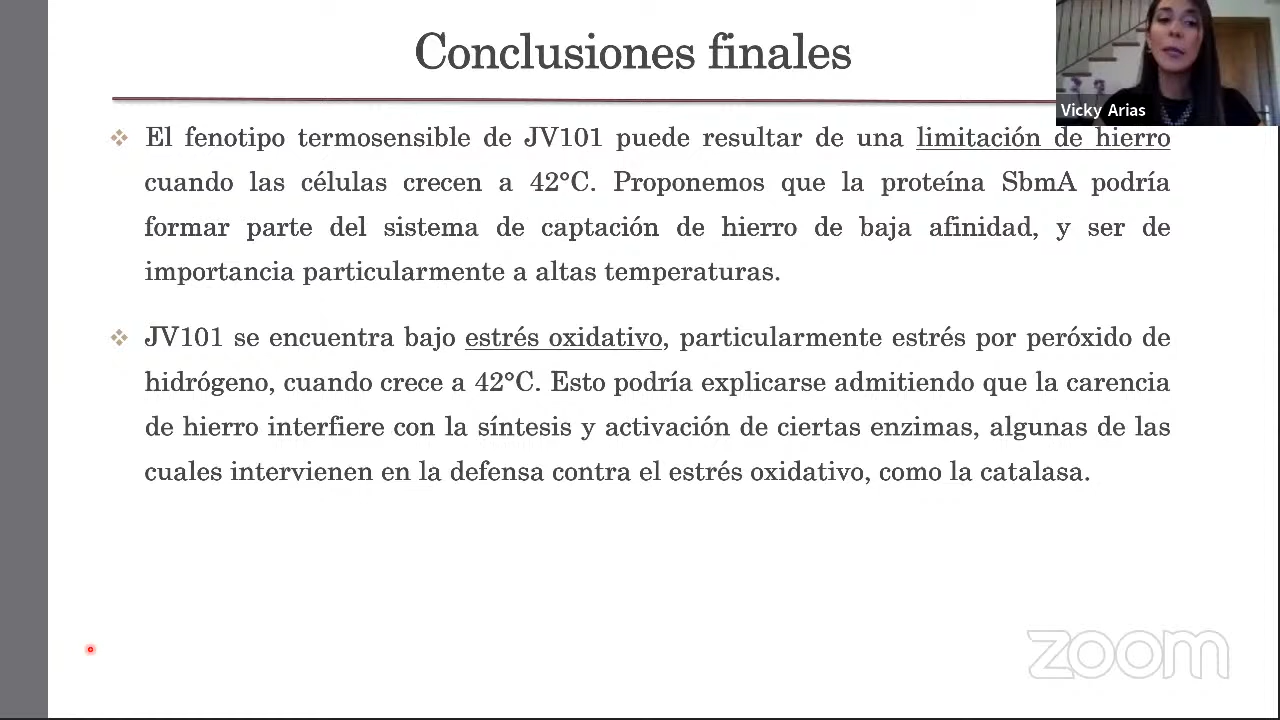 Conclusiones finales
Vicky Arias
El fenotipo termosensible de JV101 puede resultar de una limitación de hierro
cuando las células crecen a 42°C. Proponemos que la proteína SbmA podría
formar parte del sistema de captación de hierro de baja afinidad, y ser de
importancia particularmente a altas temperaturas.
JV101 se encuentra bajo estrés oxidativo, particularmente estrés por peróxido de
hidrógeno, cuando crece a 42°C. Esto podría explicarse admitiendo que la carencia
de hierro interfiere con la síntesis y activación de ciertas enzimas, algunas de las
cuales intervienen en la defensa contra el estrés oxidativo, como la catalasa.
zoom